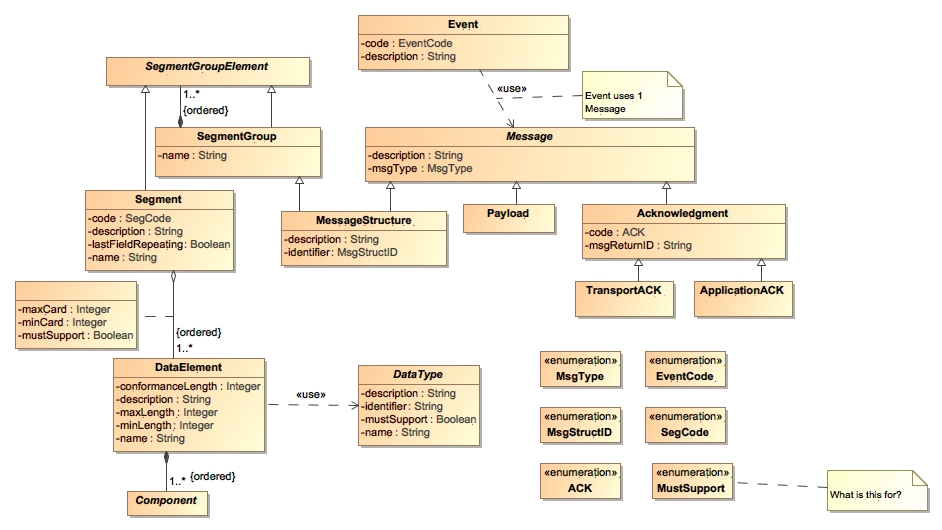 Event
-code : EventCode
-description : String
SegmentGroupElement
1..*
{ordered}
«use»
Event uses 1
Message
SegmentGroup
-name : String
Message
-description : String
-msgType : MsgType
Segment
-code : SegCode
-description : String
-lastFieldRepeating : Boolean
-name : String
MessageStructure
-description : String
-identifier : MsgStructID
Payload
Acknowledgment
-code : ACK
-msgReturnID : String
TransportACK
ApplicationACK
-maxCard : Integer
-minCard : Integer
-mustSupport : Boolean
{ordered}
1..*
DataElement
-conformanceLength : Integer
-description : String
-maxLength : Integer
-minLength : Integer
-name : String
«use»
DataType
-description : String
-identifier : String
-mustSupport : Boolean
-name : String
«enumeration»
MsgType
«enumeration»
EventCode
«enumeration»
MsgStructID
«enumeration»
SegCode
«enumeration»
ACK
«enumeration»
MustSupport
What is this for?
1..* {ordered}
Component